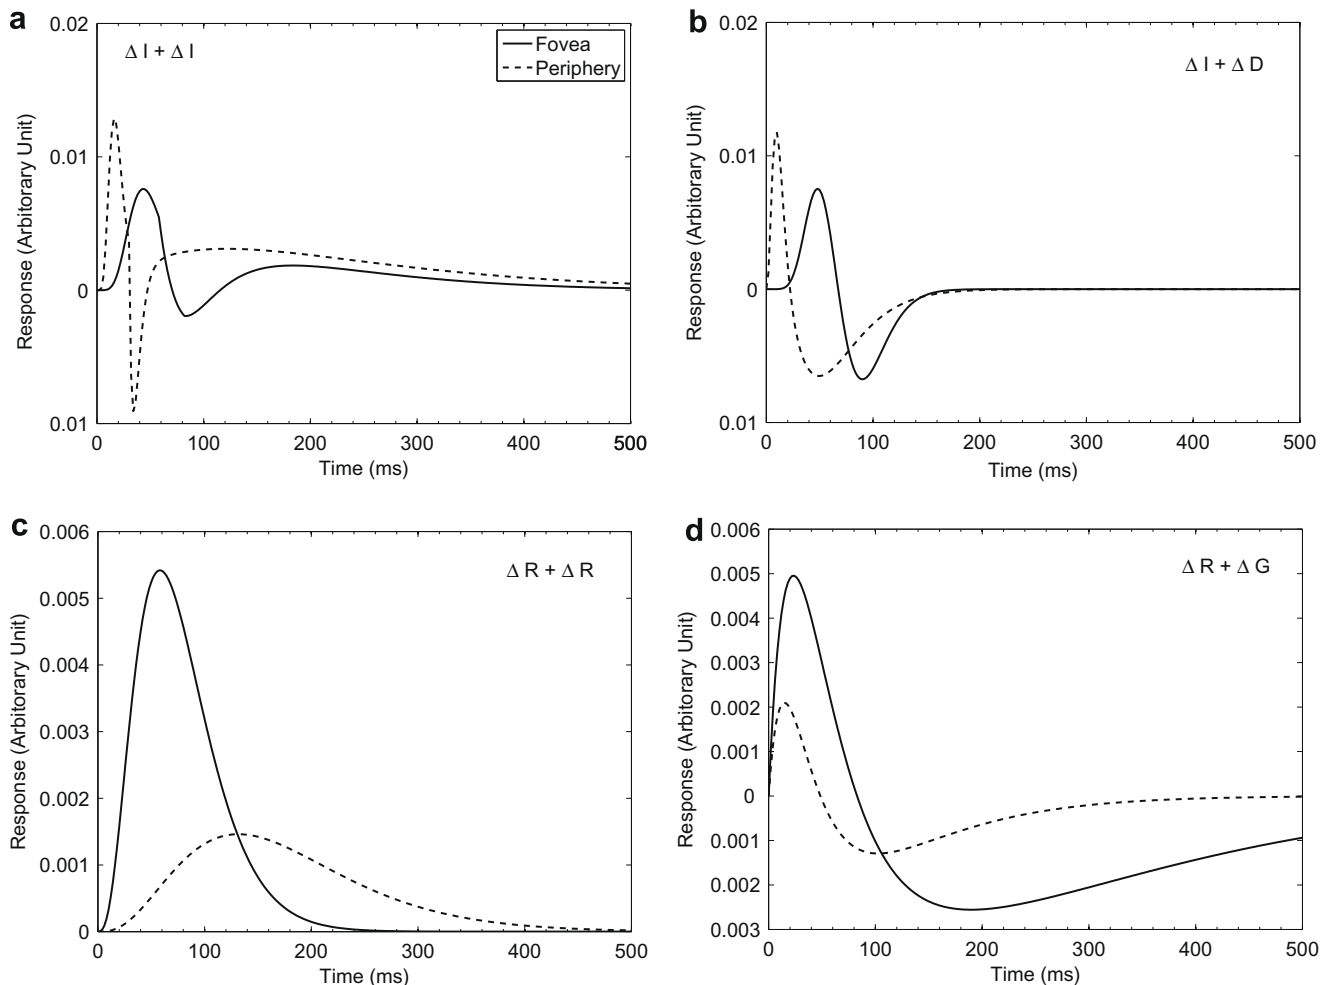 a
Δ I + Δ I
Fovea
Periphery
0.02
0.01
0
0.01
Response (Arbitorary Unit)
0 100 200 300 400 500
Time (ms)
b
Δ I + Δ D
0.02
0.01
0
0.01
Response (Arbitorary Unit)
0 100 200 300 400 500
Time (ms)
c
Δ R + Δ R
0.006
0.005
0.004
0.003
0.002
0.001
0
Response (Arbitorary Unit)
0 100 200 300 400 500
Time (ms)
d
Δ R + Δ G
0.006
0.005
0.004
0.003
0.002
0.001
0
0.001
0.002
0.003
Response (Arbitorary Unit)
0 100 200 300 400 500
Time (ms)